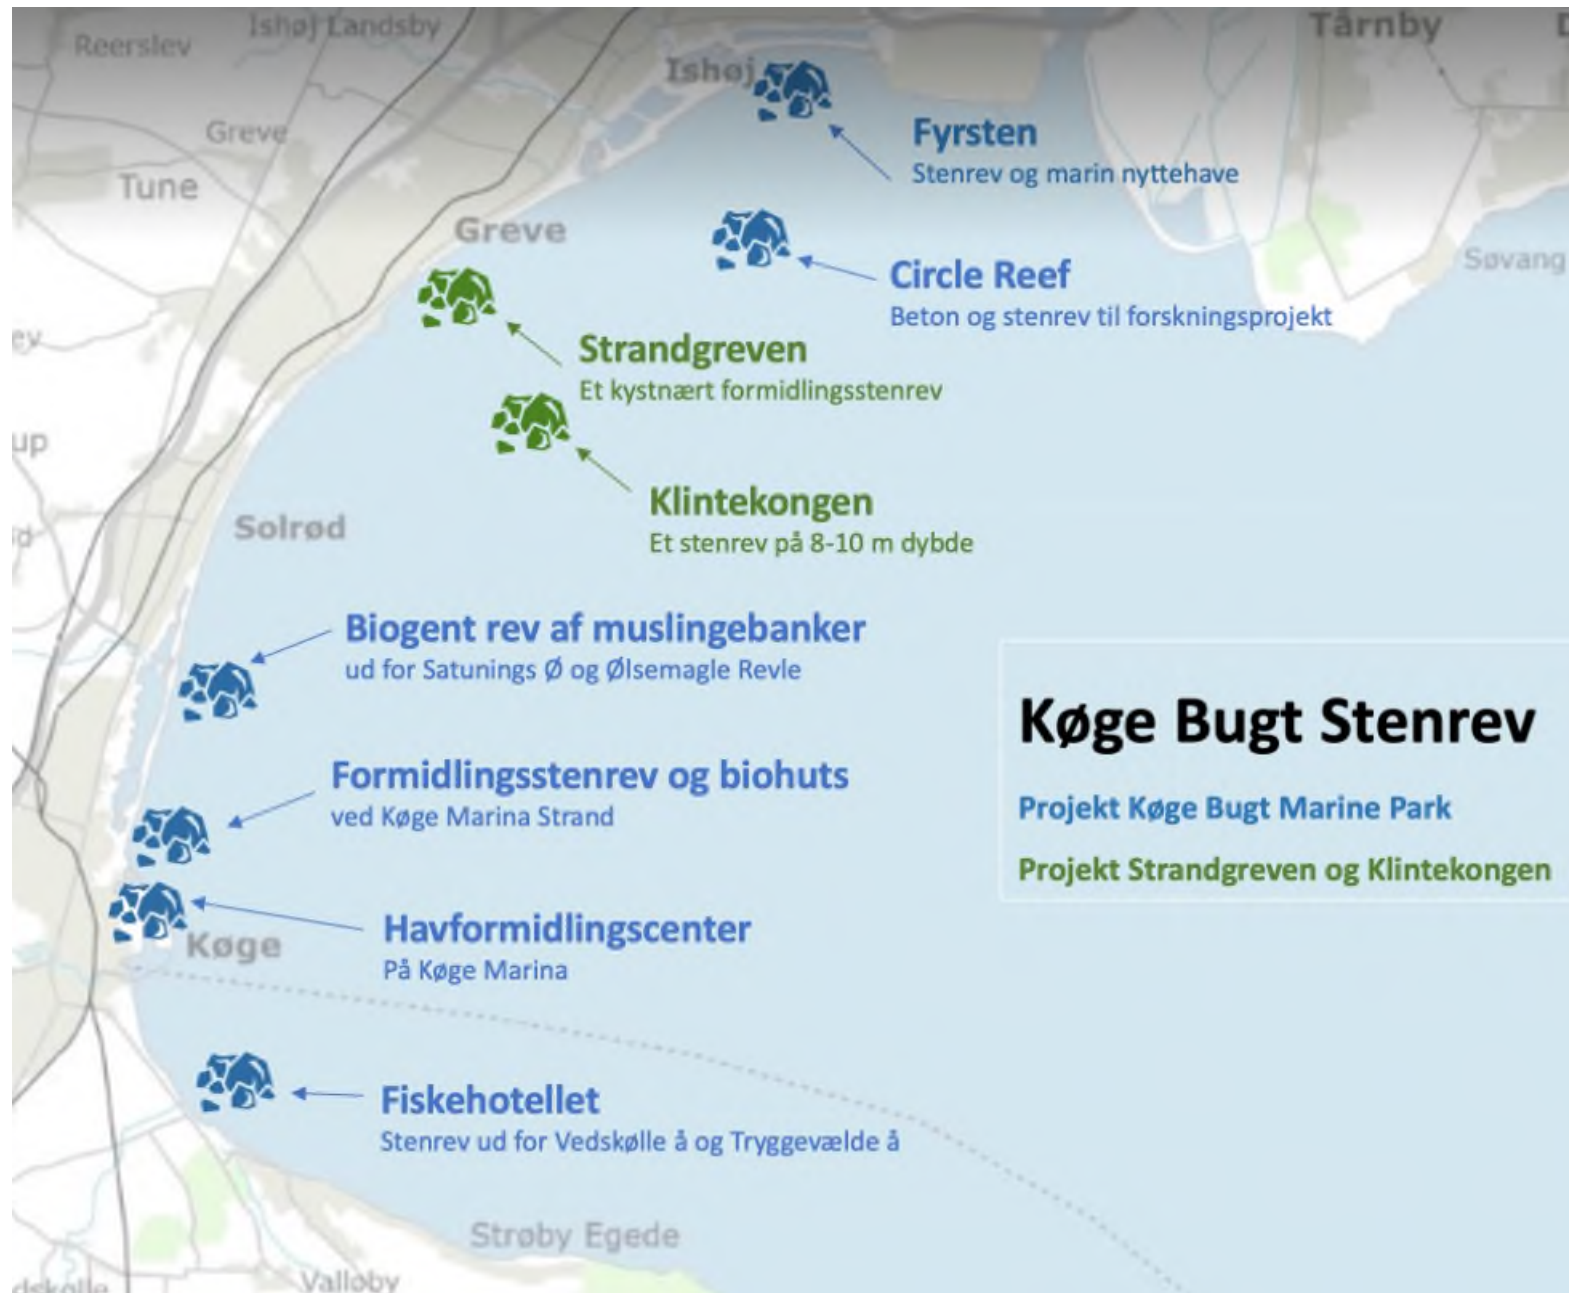 Ishøj Landsby
Tårnby
Reerslev
Ishøj
Greve
Fyrsten
Stenrev og marin nyttehave
Tune
Greve
Søvang
Circle Reef
Beton og stenrev til forskningsprojekt
Strandgreven
Et kystnært formidlingsstenrev
up
Klintekongen
Et stenrev på 8-10 m dybde
Solrød
Biogent rev af muslingebanker
ud for Satunings Ø og Ølsemagle Revle
Køge Bugt Stenrev
Projekt Køge Bugt Marine Park
Projekt Strandgreven og Klintekongen
Formidlingsstenrev og biohuts
ved Køge Marina Strand
Havformidlingscenter
På Køge Marina
Køge
Fiskehotellet
Stenrev ud for Vedskølle å og Tryggevælde å
Strøby Egede
Valløby